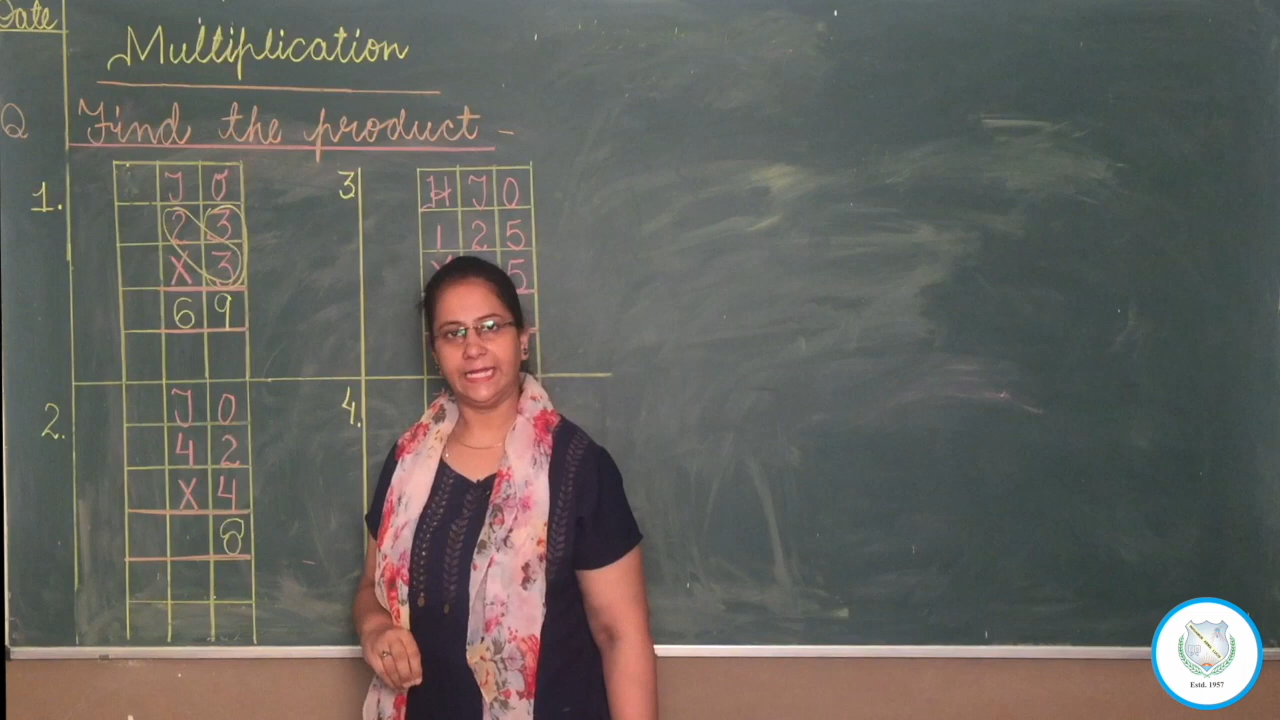 Date
Multiplication
Q Find the product -
1.
T O
2 3
X 3
6 9
2.
T O
4 2
X 4
8
3
H T O
1 2 5
X 5
4.
Estd. 1957